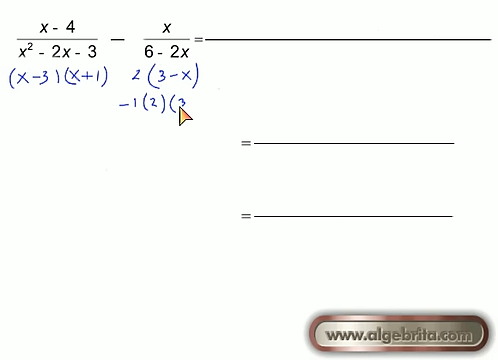 x - 4 / x² - 2x - 3 — x / 6 - 2x =
(x-3)(x+1) 2(3-x)
-1(2)(3
=
=
www.algebrita.com